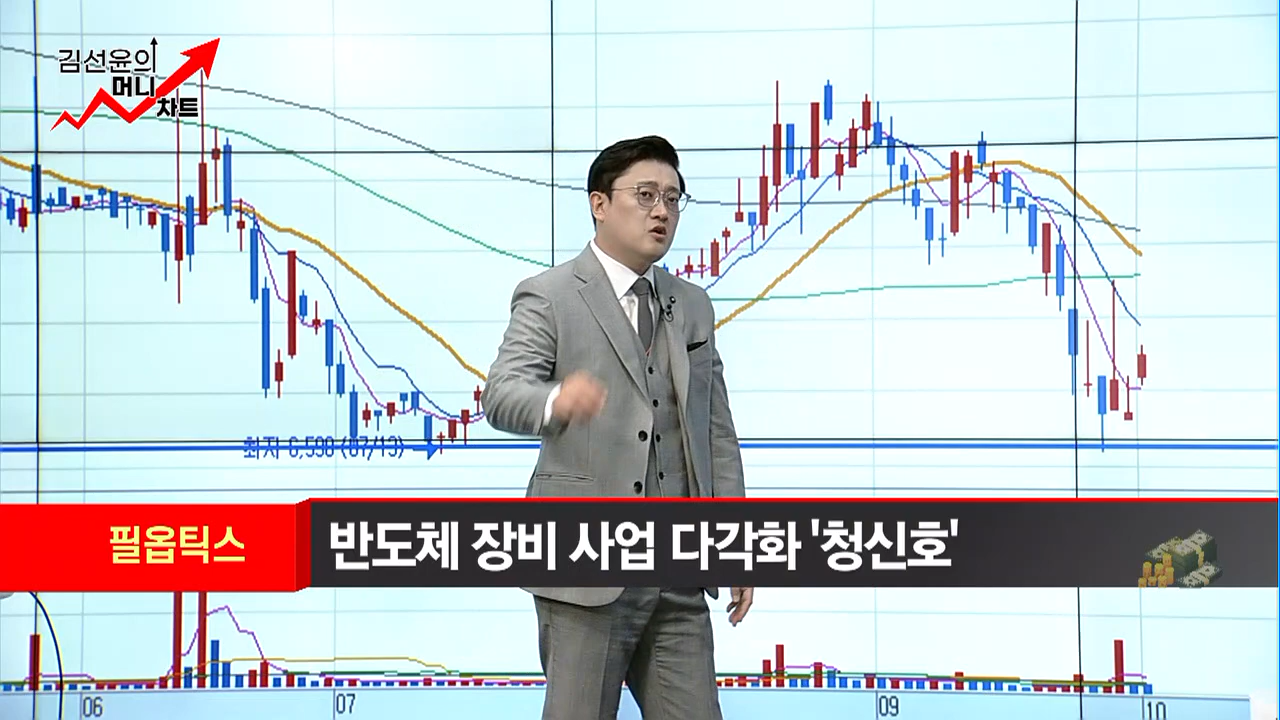 김선윤의
머니
차트
최저 6,590 (07/13)
필옵틱스
반도체 장비 사업 다각화 '청신호'
06
07
09
10